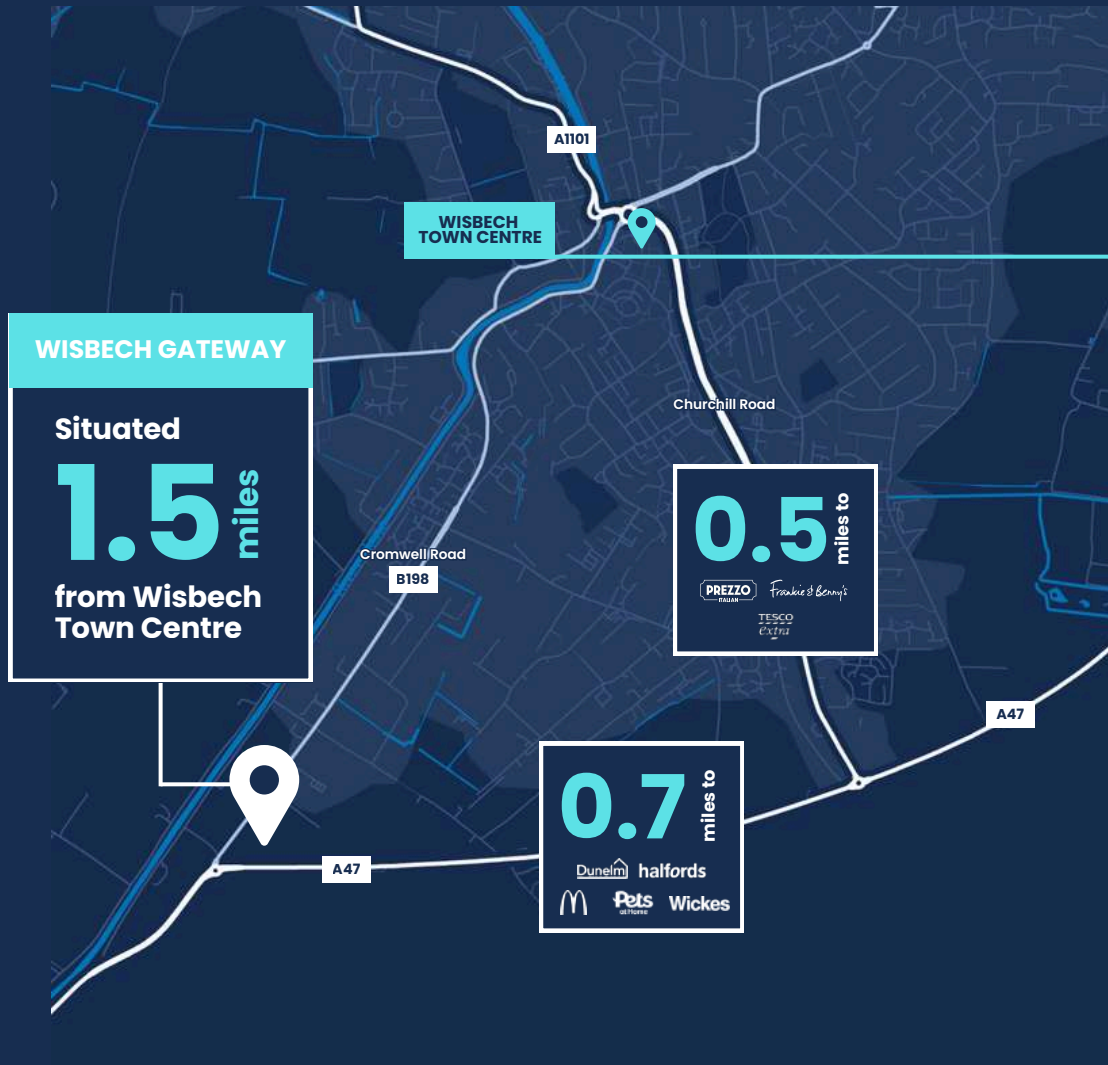 A1101
WISBECH
TOWN CENTRE
WISBECH GATEWAY
Situated
1.5 miles
from Wisbech
Town Centre
Churchill Road
0.5 miles to
PREZZO
ITALIAN
Frankie & Benny's
TESCO
extra
Cromwell Road
B198
A47
0.7 miles to
Dunelm halfords
Pets
at Home
Wickes
A47